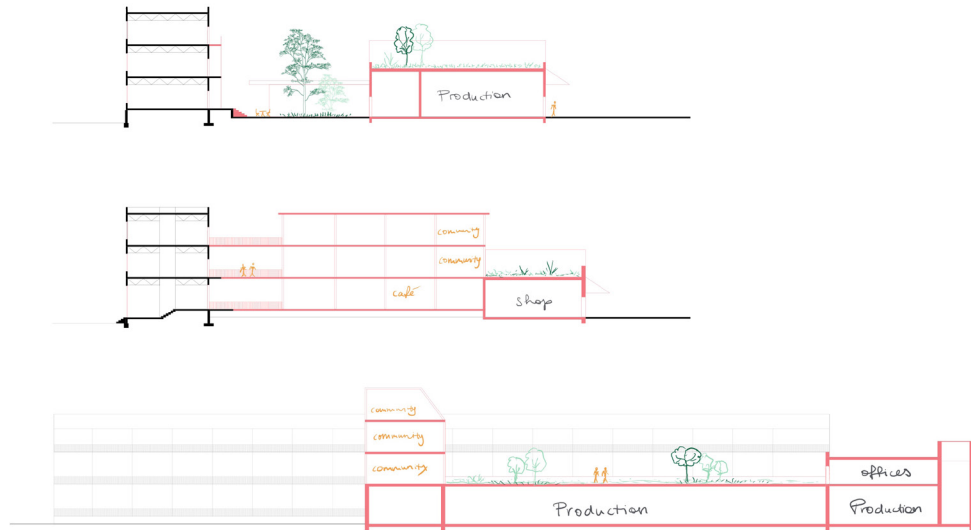 Production
community
community
café
shop
community
community
community
offices
Production
Production